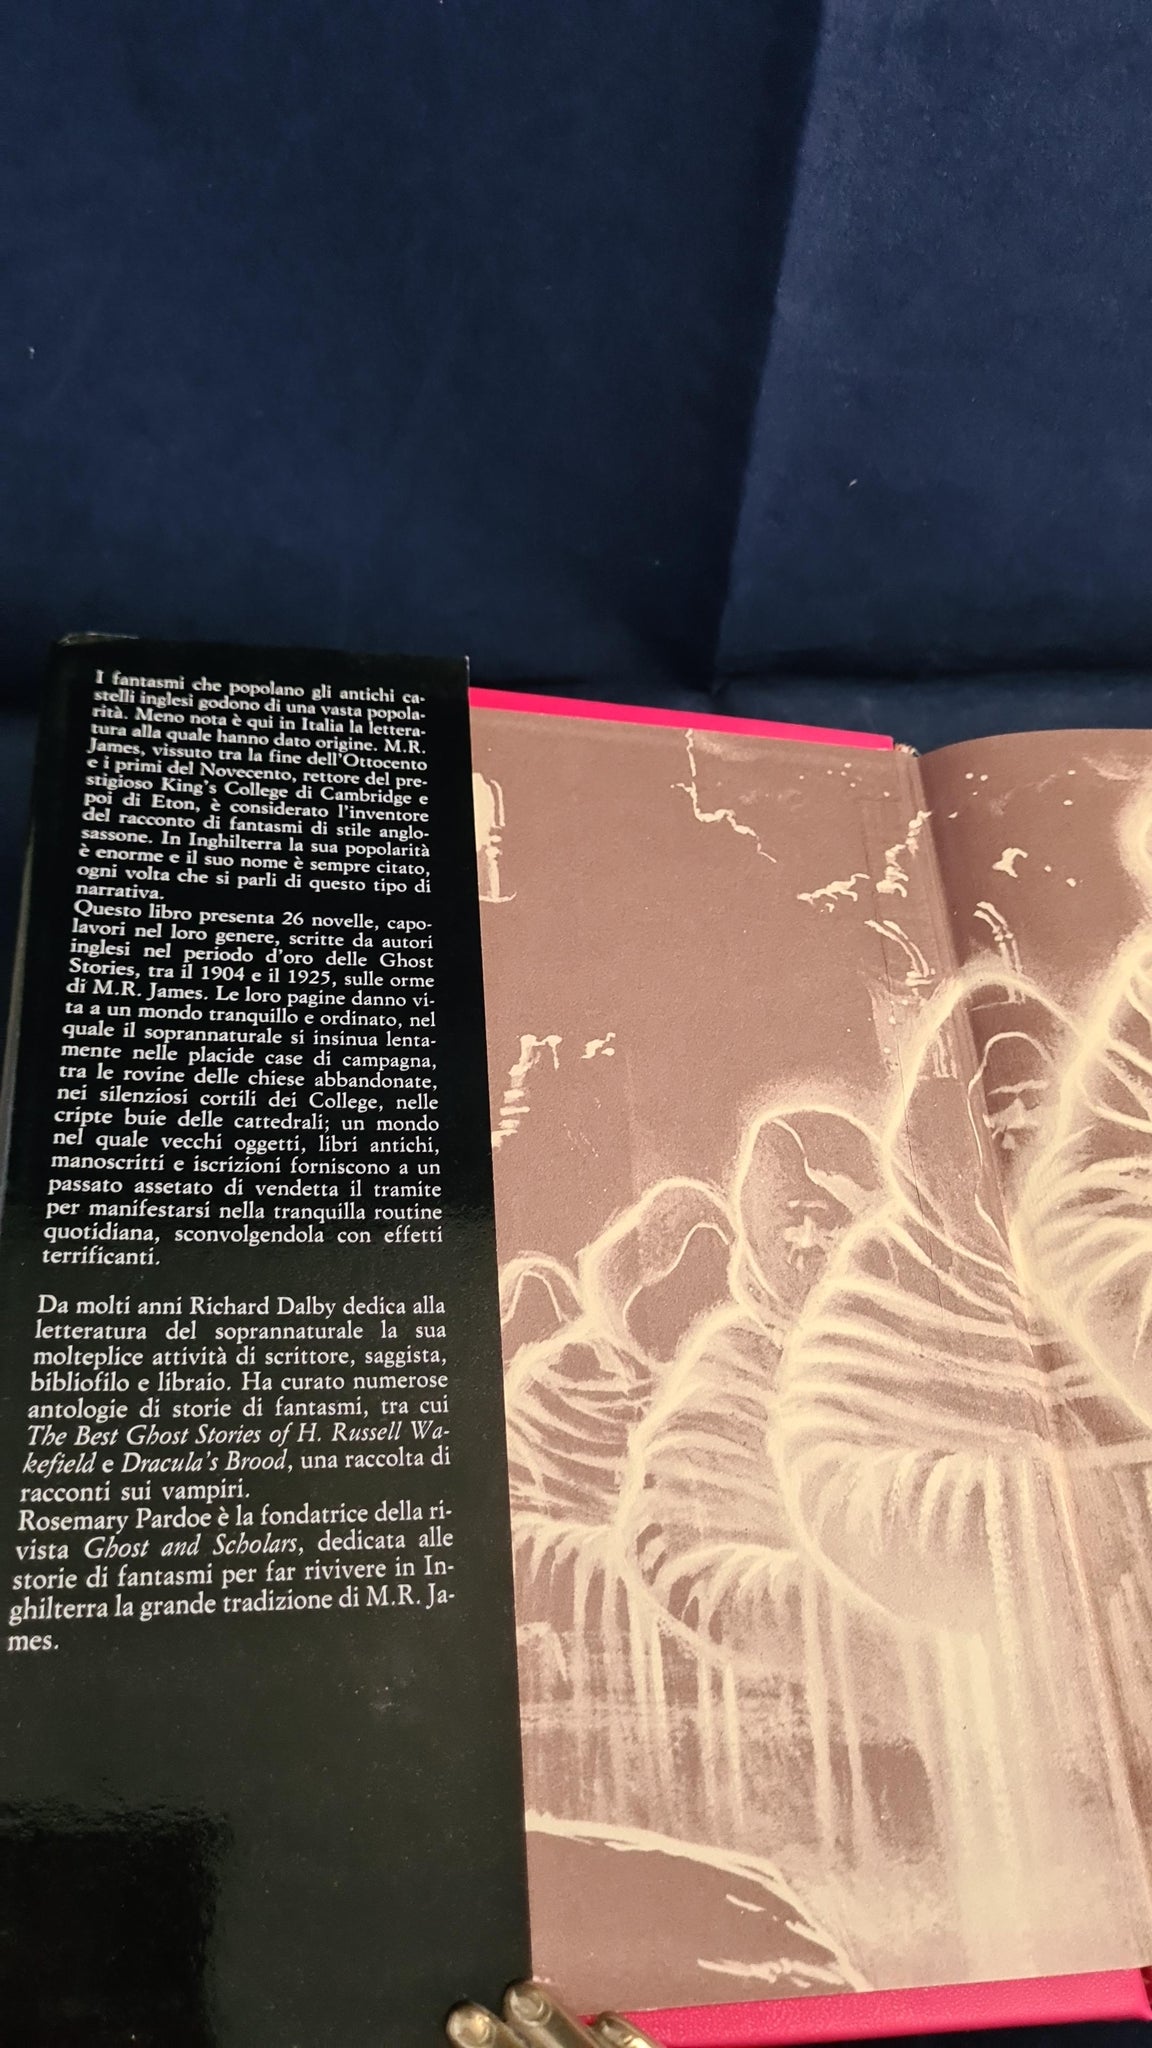 I fantasmi che popolano gli antichi ca-
stelli inglesi godono di una vasta popola-
rità. Meno nota è qui in Italia la lettera-
tura alla quale hanno dato origine. M.R.
James, vissuto tra la fine dell'Ottocento
e i primi del Novecento, rettore del pre-
stigioso King's College di Cambridge e
poi di Eton, è considerato l'inventore
del racconto di fantasmi di stile anglo-
sassone. In Inghilterra la sua popolarità
è enorme e il suo nome è sempre citato,
ogni volta che si parli di questo tipo di
narrativa.
Questo libro presenta 26 novelle, capo-
lavori nel loro genere, scritte da autori
inglesi nel periodo d'oro delle Ghost
Stories, tra il 1904 e il 1925, sulle orme
di M.R. James. Le loro pagine danno vi-
ta a un mondo tranquillo e ordinato, nel
quale il soprannaturale si insinua lenta-
mente nelle placide case di campagna,
tra le rovine delle chiese abbandonate,
nei silenziosi cortili dei College, nelle
cripte buie delle cattedrali; un mondo
nel quale vecchi oggetti, libri antichi,
manoscritti e iscrizioni forniscono a un
passato assetato di vendetta il tramite
per manifestarsi nella tranquilla routine
quotidiana, sconvolgendola con effetti
terrificanti.
Da molti anni Richard Dalby dedica alla
letteratura del soprannaturale la sua
molteplice attività di scrittore, saggista,
bibliofilo e libraio. Ha curato numerose
antologie di storie di fantasmi, tra cui
The Best Ghost Stories of H. Russell Wa-
kefield e Dracula's Brood, una raccolta di
racconti sui vampíri.
Rosemary Pardoe è la fondatrice della ri-
vista Ghost and Scholars, dedicata alle
storie di fantasmi per far rivivere in In-
ghilterra la grande tradizione di M.R. Ja-
mes.